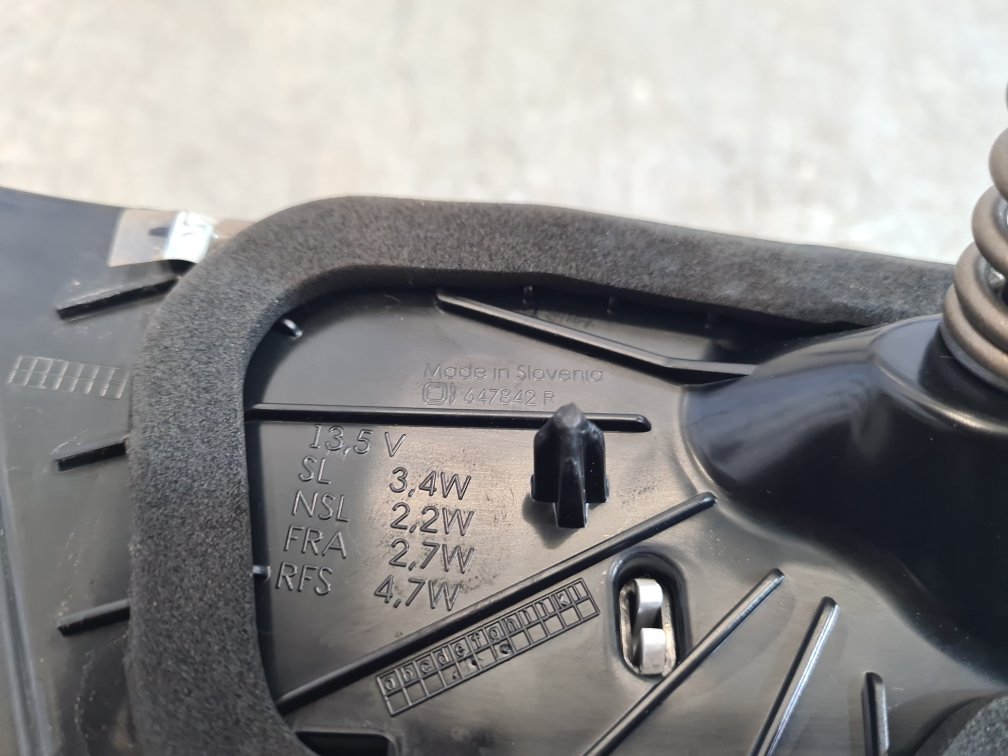 Made in Slovenia
647842 R
13,5 V
SL 3,4W
NSL 2,2W
FRA 2,7W
RFS 4,7W
a b c d e f g h i j k l